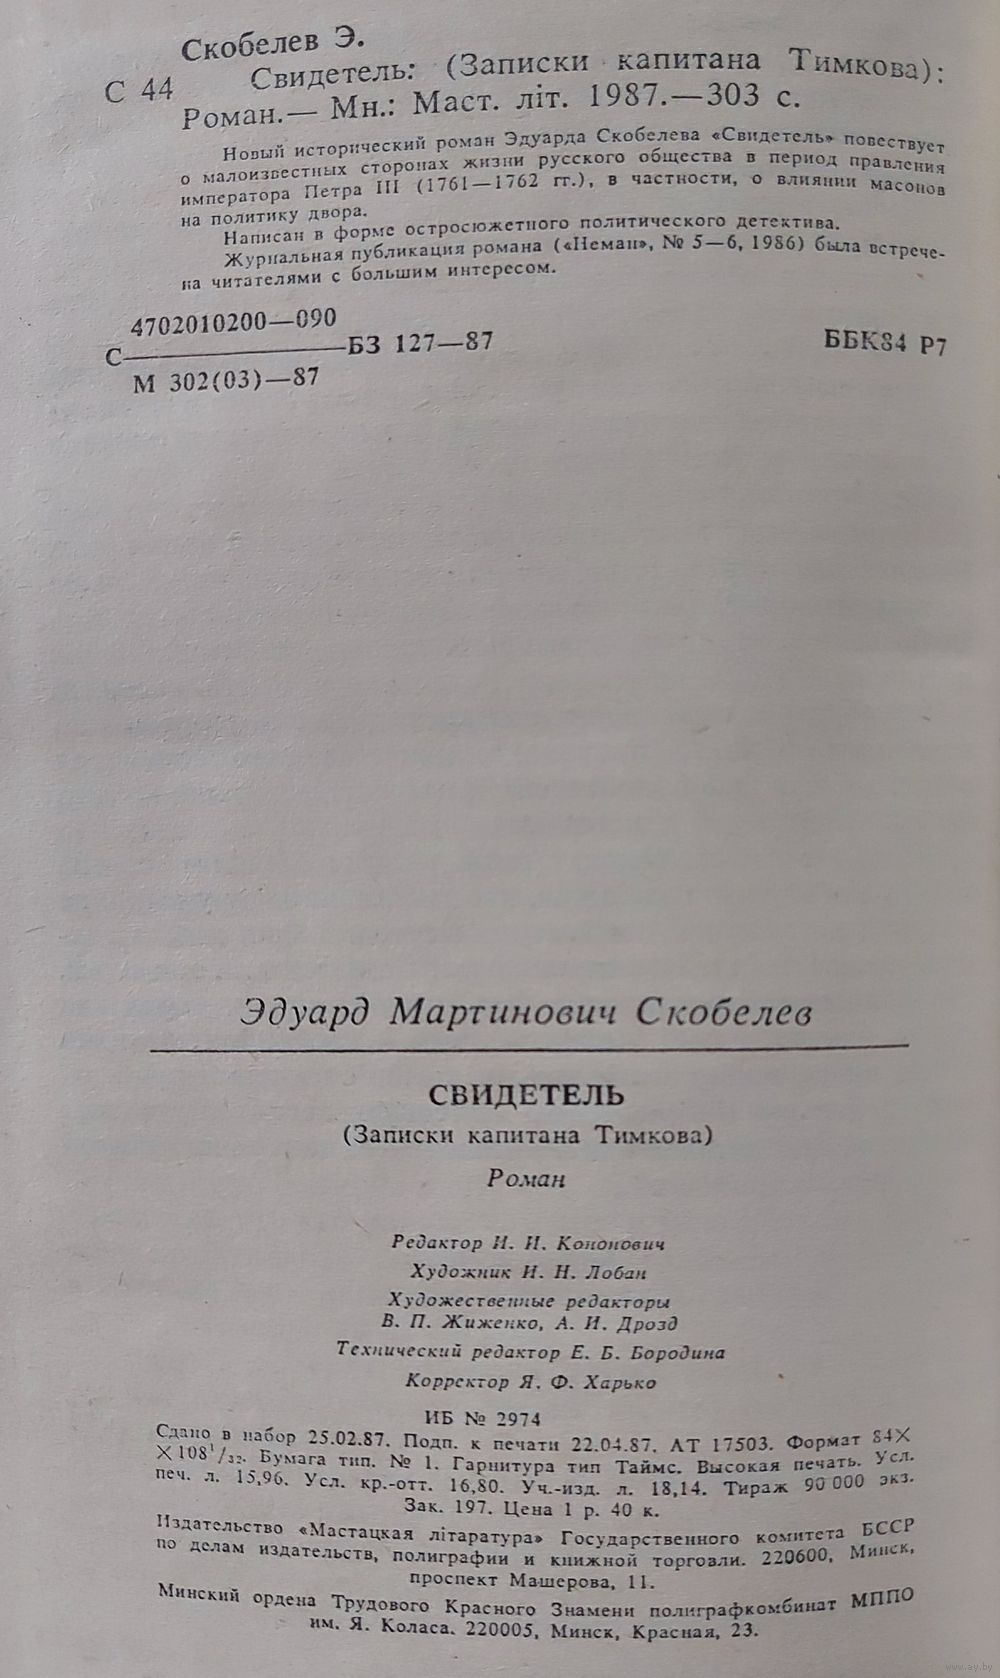 Скобелев Э.
С 44 Свидетель: (Записки капитана Тимкова):
Роман.— Мн.: Маст. літ. 1987.—303 с.
Новый исторический роман Эдуарда Скобелева «Свидетель» повествует
о малоизвестных сторонах жизни русского общества в период правления
императора Петра III (1761—1762 гг.), в частности, о влиянии масонов
на политику двора.
Написан в форме остросюжетного политического детектива.
Журнальная публикация романа («Неман», № 5—6, 1986) была встрече-
на читателями с большим интересом.
4702010200—090
С————————БЗ 127—87 ББК84 Р7
М 302(03)—87
Эдуард Мартинович Скобелев
СВИДЕТЕЛЬ
(Записки капитана Тимкова)
Роман
Редактор И. И. Кононович
Художник И. Н. Лобан
Художественные редакторы
В. П. Жиженко, А. И. Дрозд
Технический редактор Е. Б. Бородина
Корректор Я. Ф. Харько
ИБ № 2974
Сдано в набор 25.02.87. Подп. к печати 22.04.87. АТ 17503. Формат 84×
×108¹/₃₂. Бумага тип. № 1. Гарнитура тип Таймс. Высокая печать. Усл.
печ. л. 15,96. Усл. кр.-отт. 16,80. Уч.-изд. л. 18,14. Тираж 90 000 экз.
Зак. 197. Цена 1 р. 40 к.
Издательство «Мастацкая літаратура» Государственного комитета БССР
по делам издательств, полиграфии и книжной торговли. 220600, Минск,
проспект Машерова, 11.
Минский ордена Трудового Красного Знамени полиграфкомбинат МППО
им. Я. Коласа. 220005, Минск, Красная, 23.
www.ay.by